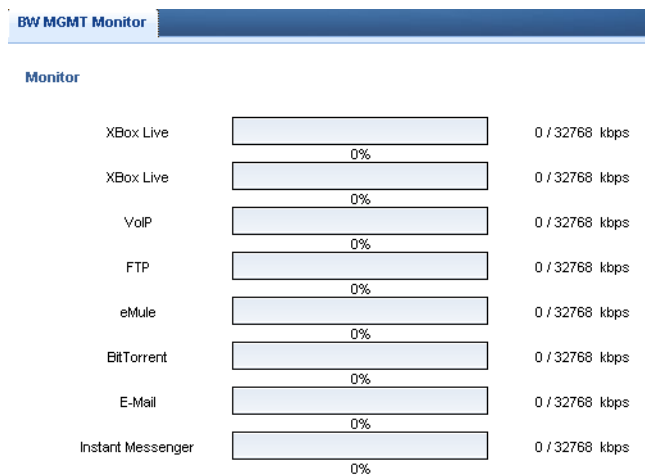 BW MGMT Monitor
Monitor
XBox Live 0 / 32768 kbps
0%
XBox Live 0 / 32768 kbps
0%
VoIP 0 / 32768 kbps
0%
FTP 0 / 32768 kbps
0%
eMule 0 / 32768 kbps
0%
BitTorrent 0 / 32768 kbps
0%
E-Mail 0 / 32768 kbps
0%
Instant Messenger 0 / 32768 kbps
0%